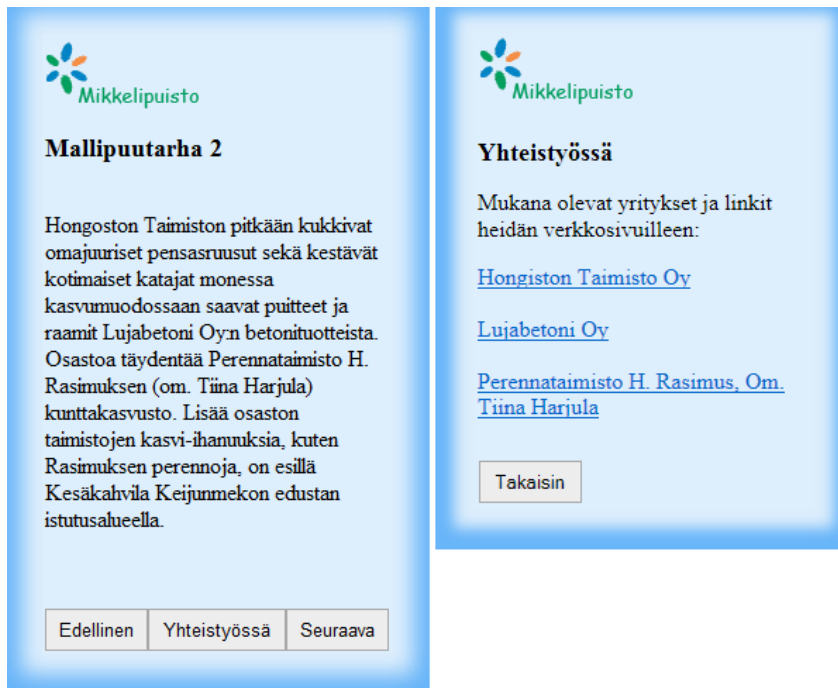 Mikkelipuisto
Mallipuutarha 2
Hongoston Taimiston pitkään kukkivat
omajuuriset pensasruusut sekä kestävät
kotimaiset katajat monessa
kasvumuodossaan saavat puitteet ja
raamit Lujabetoni Oy:n betonituotteista.
Osastoa täydentää Perennataimisto H.
Rasimuksen (om. Tiina Harjula)
kunttakasvusto. Lisää osaston
taimistojen kasvi-ihanuuksia, kuten
Rasimuksen perennoja, on esillä
Kesäkahvila Keijunmekon edustan
istutusalueella.
Edellinen Yhteistyössä Seuraava
Mikkelipuisto
Yhteistyössä
Mukana olevat yritykset ja linkit
heidän verkkosivuilleen:
Hongiston Taimisto Oy
Lujabetoni Oy
Perennataimisto H. Rasimus, Om.
Tiina Harjula
Takaisin